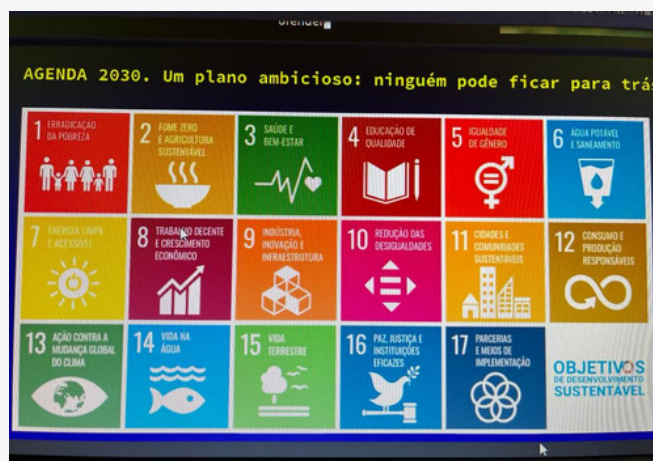 orender
AGENDA 2030. Um plano ambicioso: ninguém pode ficar para trás
1 ERRADICAÇÃO
DA POBREZA
2 FOME ZERO
E AGRICULTURA
SUSTENTÁVEL
3 SAÚDE E
BEM-ESTAR
4 EDUCAÇÃO DE
QUALIDADE
5 IGUALDADE
DE GÊNERO
6 ÁGUA POTÁVEL
E SANEAMENTO
7 ENERGIA LIMPA
E ACESSÍVEL
8 TRABALHO DECENTE
E CRESCIMENTO
ECONÔMICO
9 INDÚSTRIA,
INOVAÇÃO E
INFRAESTRUTURA
10 REDUÇÃO DAS
DESIGUALDADES
11 CIDADES E
COMUNIDADES
SUSTENTÁVEIS
12 CONSUMO E
PRODUÇÃO
RESPONSÁVEIS
13 AÇÃO CONTRA A
MUDANÇA GLOBAL
DO CLIMA
14 VIDA NA
ÁGUA
15 VIDA
TERRESTRE
16 PAZ, JUSTIÇA E
INSTITUIÇÕES
EFICAZES
17 PARCERIAS
E MEIOS DE
IMPLEMENTAÇÃO
OBJETIVOS
DE DESENVOLVIMENTO
SUSTENTÁVEL